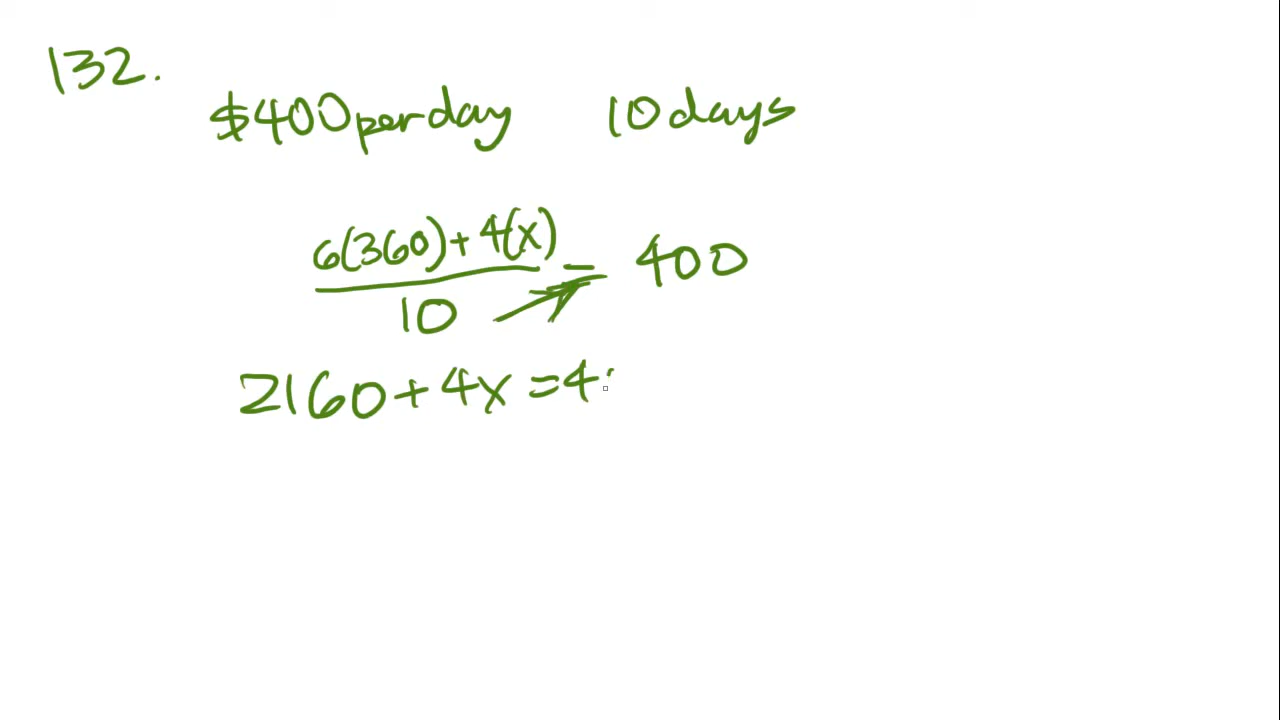 132.
$400 per day 10 days
6(360) + 4(x)
10
= 400
2160 + 4x = 4